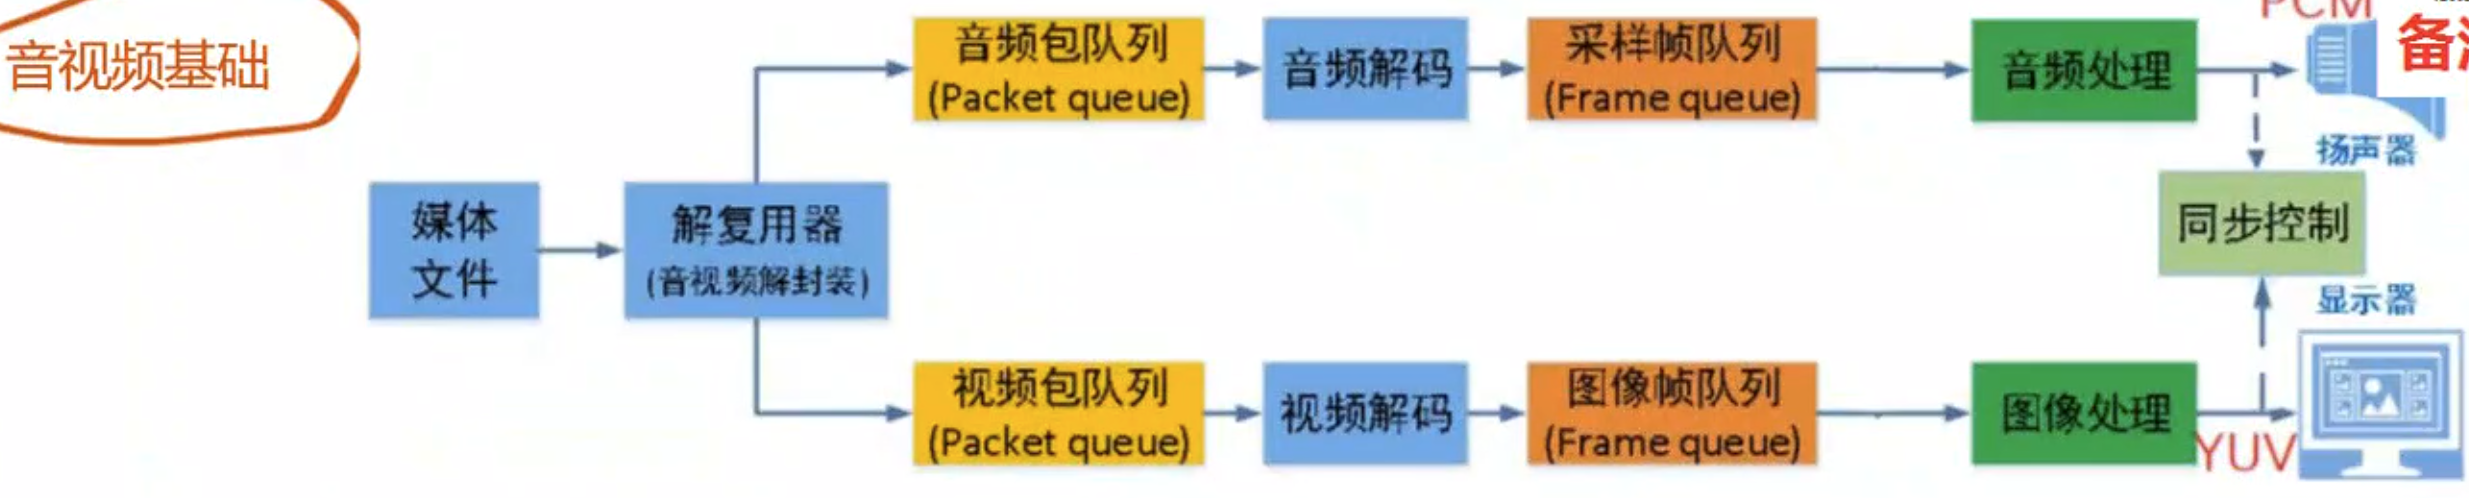 音视频基础
音频包队列
(Packet queue)
音频解码
采样帧队列
(Frame queue)
音频处理
PCM
扬声器
媒体
文件
解复用器
(音视频解封装)
同步控制
显示器
视频包队列
(Packet queue)
视频解码
图像帧队列
(Frame queue)
图像处理
YUV
备